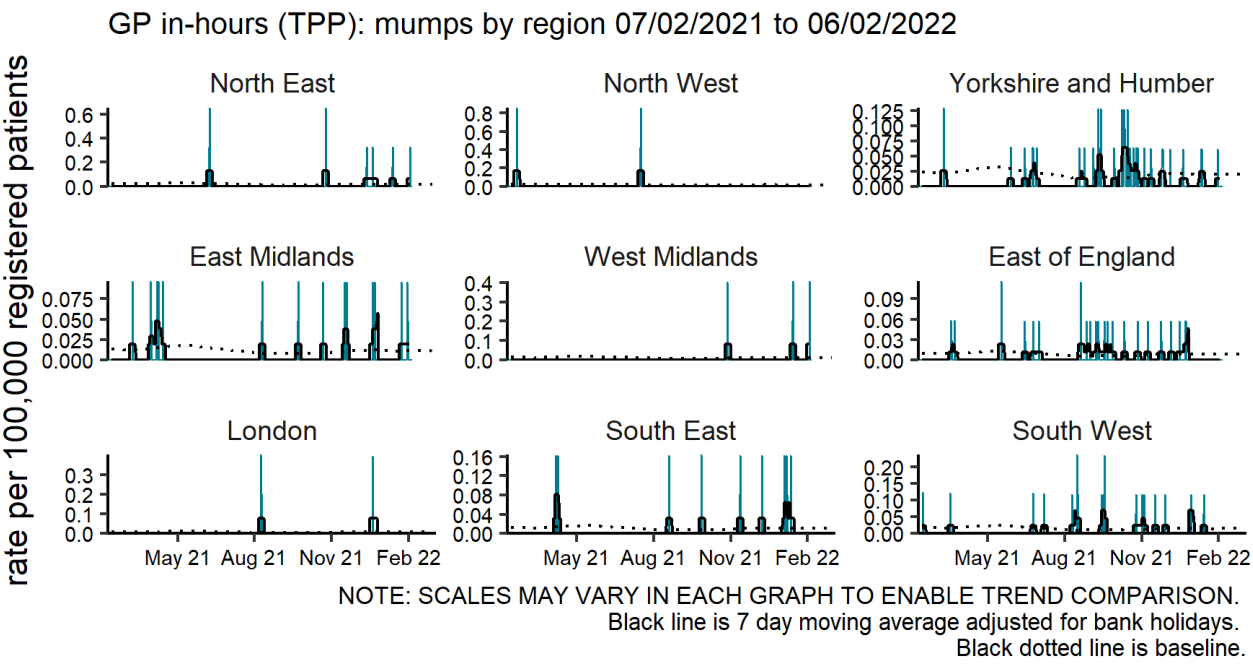 GP in-hours (TPP): mumps by region 07/02/2021 to 06/02/2022
rate per 100,000 registered patients
North East
0.6
0.4
0.2
0.0
North West
0.8
0.6
0.4
0.2
0.0
Yorkshire and Humber
0.125
0.100
0.075
0.050
0.025
0.000
East Midlands
0.075
0.050
0.025
0.000
West Midlands
0.4
0.3
0.2
0.1
0.0
East of England
0.09
0.06
0.03
0.00
London
0.3
0.2
0.1
0.0
May 21 Aug 21 Nov 21 Feb 22
South East
0.16
0.12
0.08
0.04
0.00
May 21 Aug 21 Nov 21 Feb 22
South West
0.20
0.15
0.10
0.05
0.00
May 21 Aug 21 Nov 21 Feb 22
NOTE: SCALES MAY VARY IN EACH GRAPH TO ENABLE TREND COMPARISON.
Black line is 7 day moving average adjusted for bank holidays.
Black dotted line is baseline.